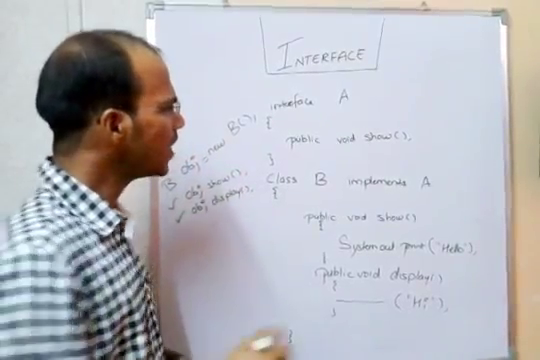 INTERFACE
interface A
{
public void show();
}
Class B implements A
{
public void show()
{
System.out.print("Hello");
}
public void display()
{
("Hi");
}
}
B obj = new B();
✓ obj.show();
✓ obj.display();